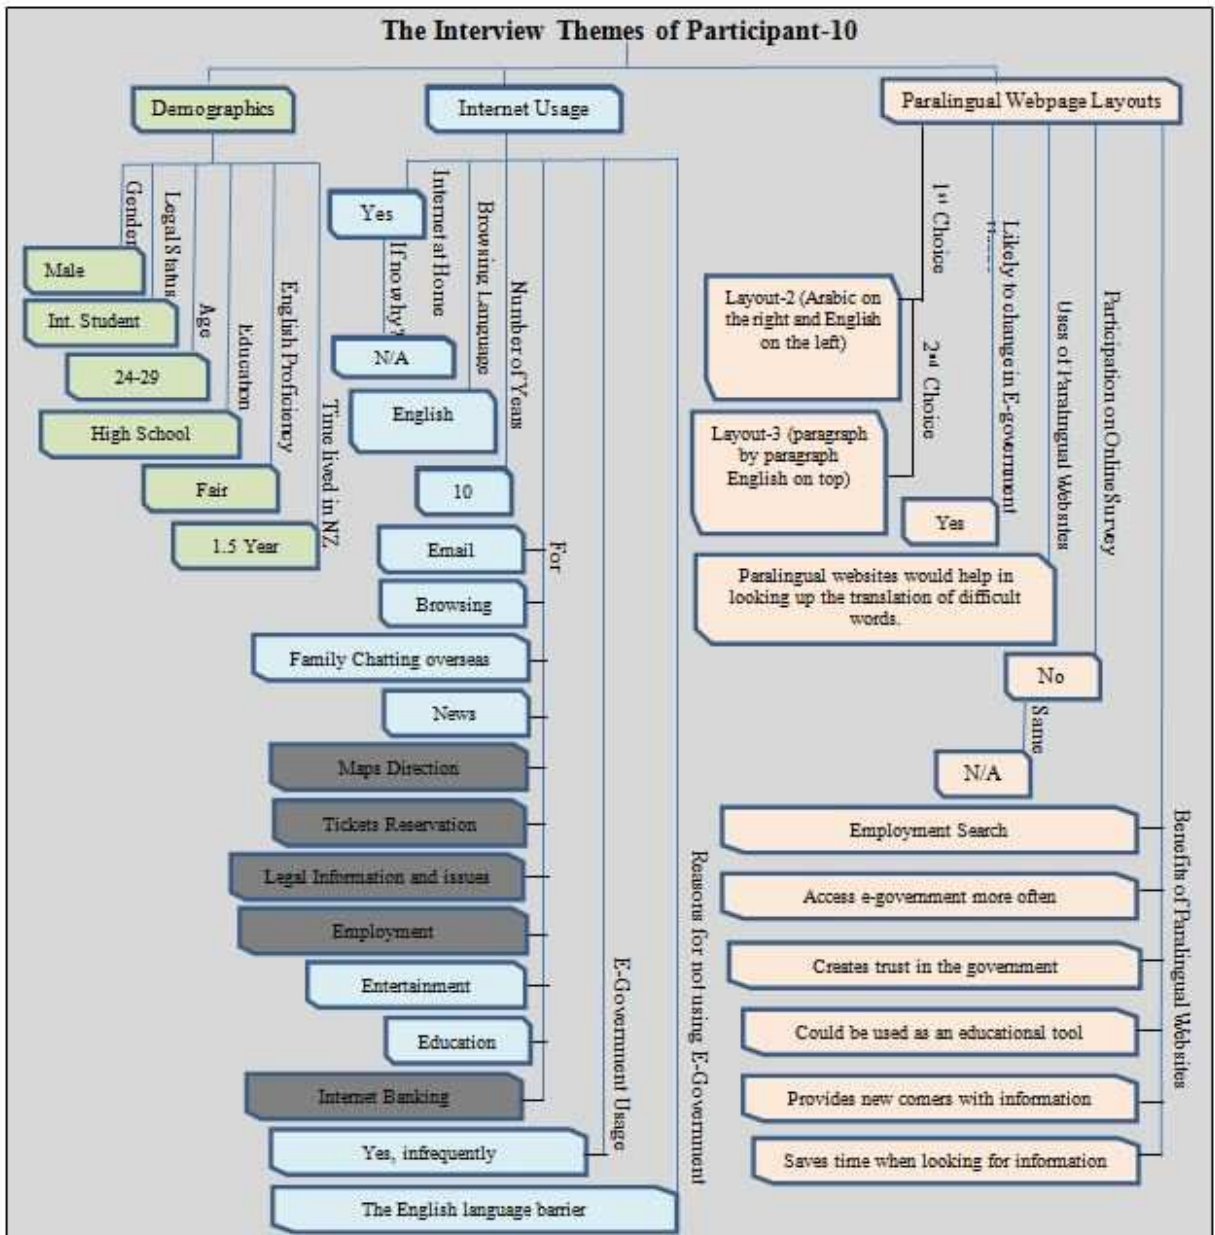 The Interview Themes of Participant-10
Demographics
Internet Usage
Paralingual Webpage Layouts
Gender
Legal Status
Age
Education
English Proficiency
Time lived in NZ
Male
Int. Student
24-29
High School
Fair
1.5 Year
Internet at Home
Yes
If no why?
N/A
Browsing Language
English
Number of Years
10
For
Email
Browsing
Family Chatting overseas
News
Maps Direction
Tickets Reservation
Legal Information and issues
Employment
Entertainment
Education
Internet Banking
E-Government Usage
Yes, infrequently
Reasons for not using E-Government
The English language barrier
1st Choice
Layout-2 (Arabic on
the right and English
on the left)
2nd Choice
Layout-3 (paragraph
by paragraph
English on top)
Likely to change in E-government
Yes
Uses of Paralingual Websites
Paralingual websites would help in
looking up the translation of difficult
words.
Participation on Online Survey
No
Same
N/A
Benefits of Paralingual Websites
Employment Search
Access e-government more often
Creates trust in the government
Could be used as an educational tool
Provides new comers with information
Saves time when looking for information